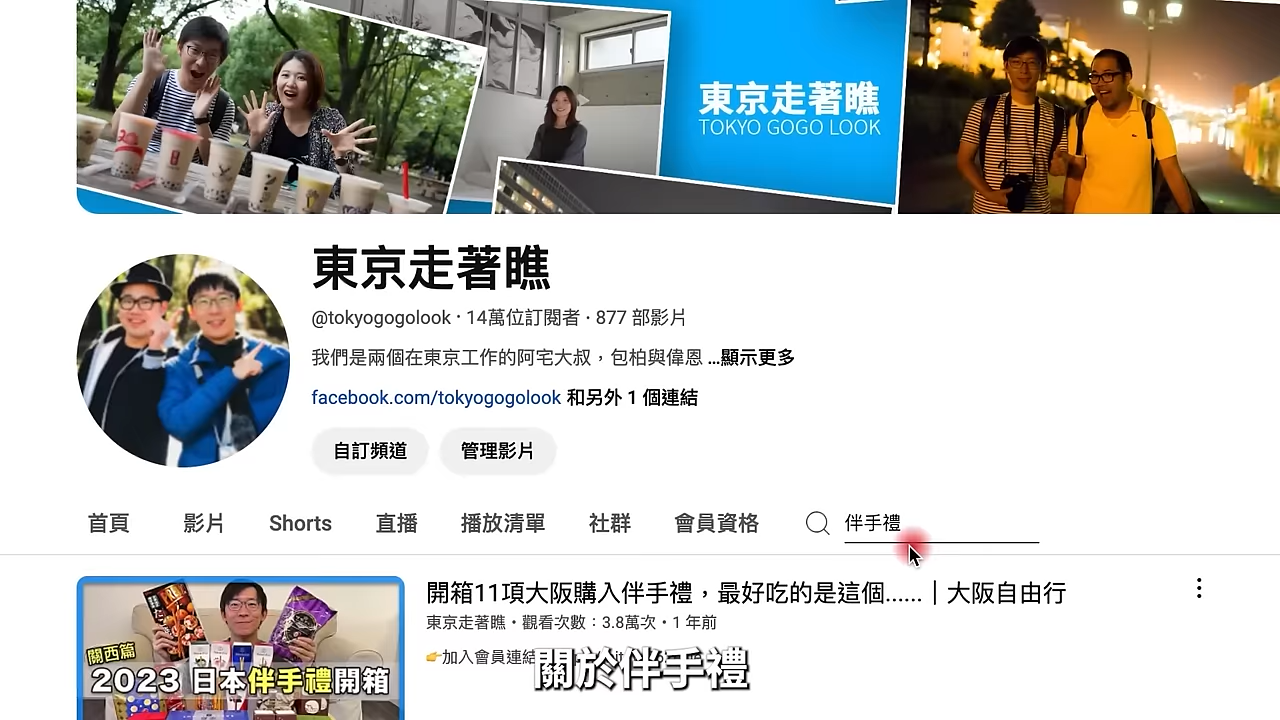 東京走著瞧
TOKYO GOGO LOOK
東京走著瞧
@tokyogogolook · 14萬位訂閱者 · 877 部影片
我們是兩個在東京工作的阿宅大叔，包柏與偉恩 ...顯示更多
facebook.com/tokyogogolook 和另外 1 個連結
自訂頻道 管理影片
首頁 影片 Shorts 直播 播放清單 社群 會員資格 伴手禮
開箱11項大阪購入伴手禮，最好吃的是這個......｜大阪自由行
東京走著瞧 • 觀看次數：3.8萬次 • 1 年前
👉加入會員連結
關西篇
2023 日本伴手禮開箱
關於伴手禮